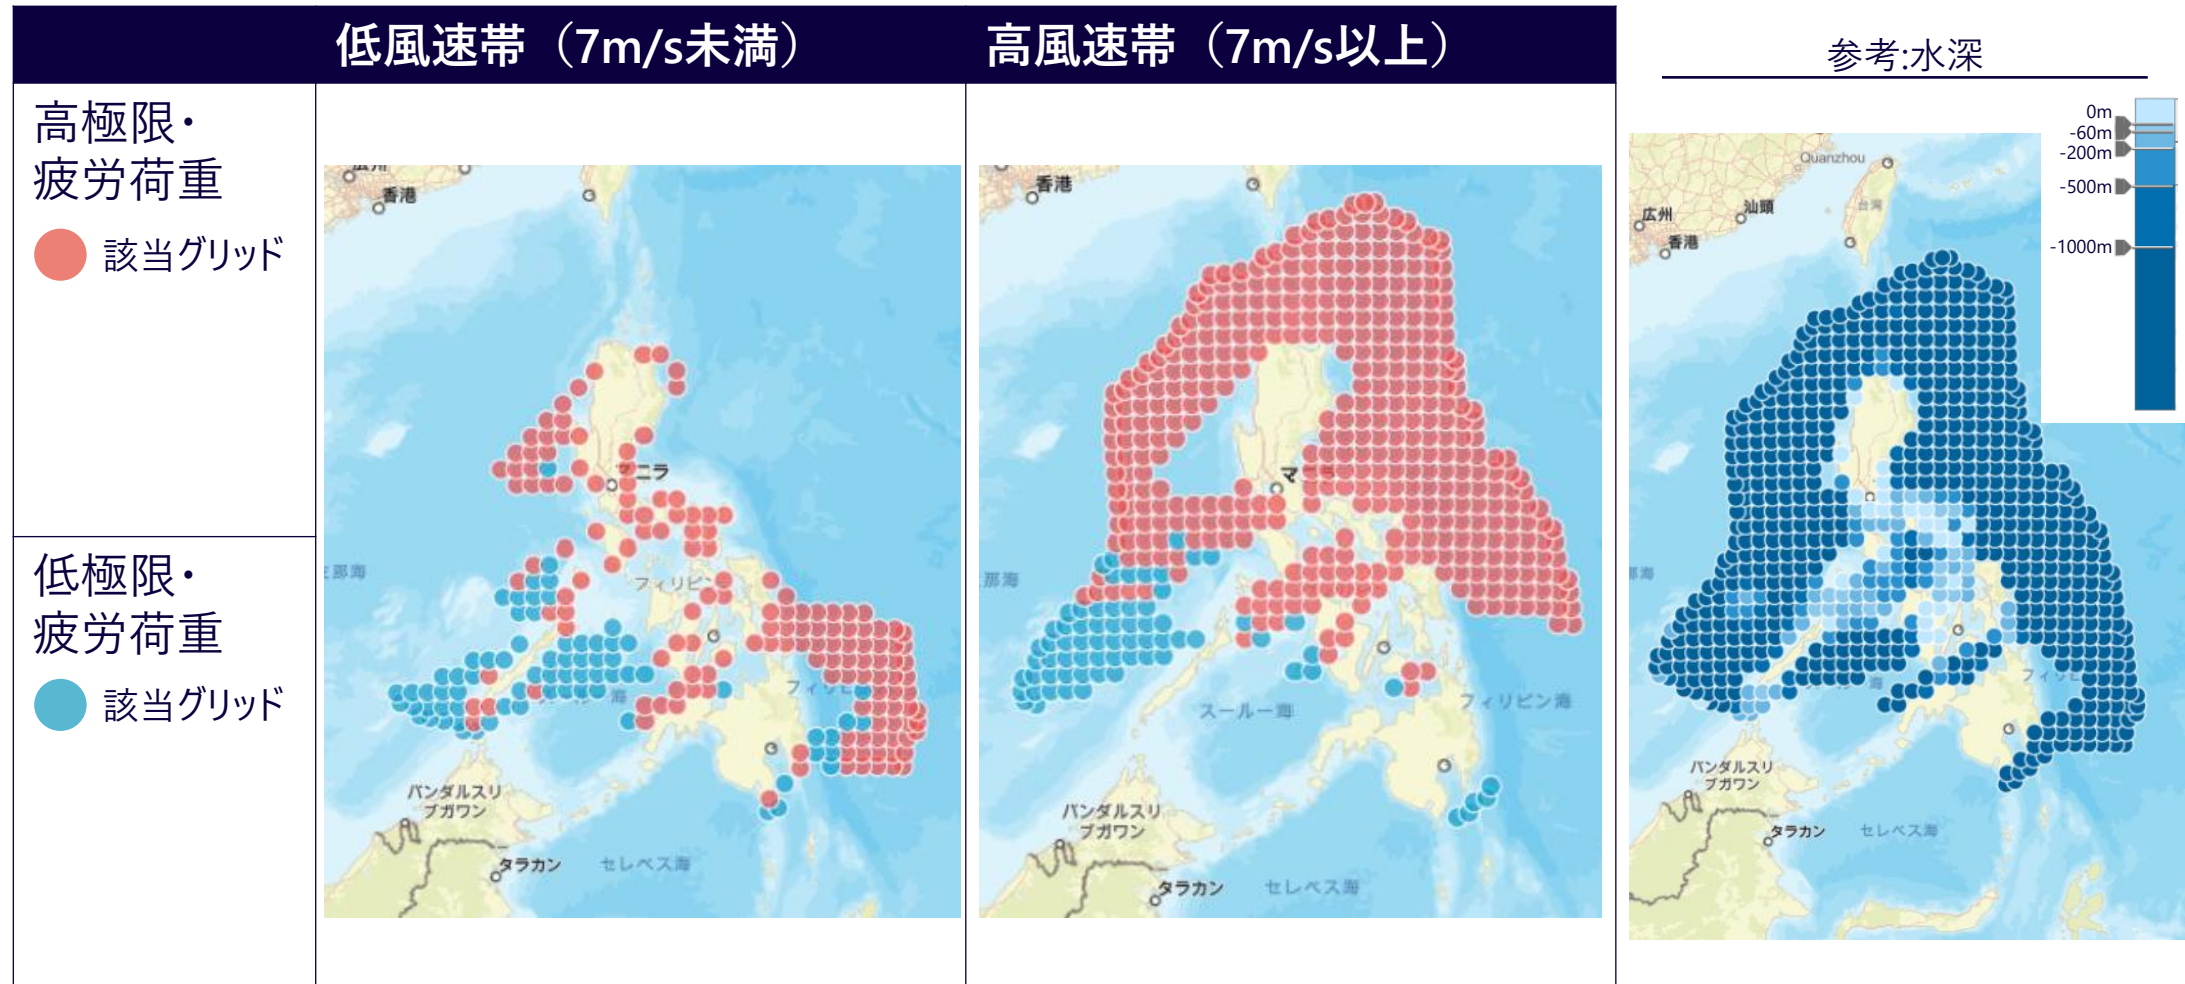 低風速帯（7m/s未満）
高風速帯（7m/s以上）
参考:水深
高極限・
疲労荷重
該当グリッド
低極限・
疲労荷重
該当グリッド
香港
マニラ
フィリピン
バンダルスリ
ブガワン
タラカン
セレベス海
香港
那海
スールー海
フィリピン海
バンダルスリ
ブガワン
タラカン
セレベス海
0m
-60m
-200m
-500m
-1000m
Quanzhou
広州
汕頭
台湾
香港
バンダルスリ
ブガワン
タラカン
セレベス海